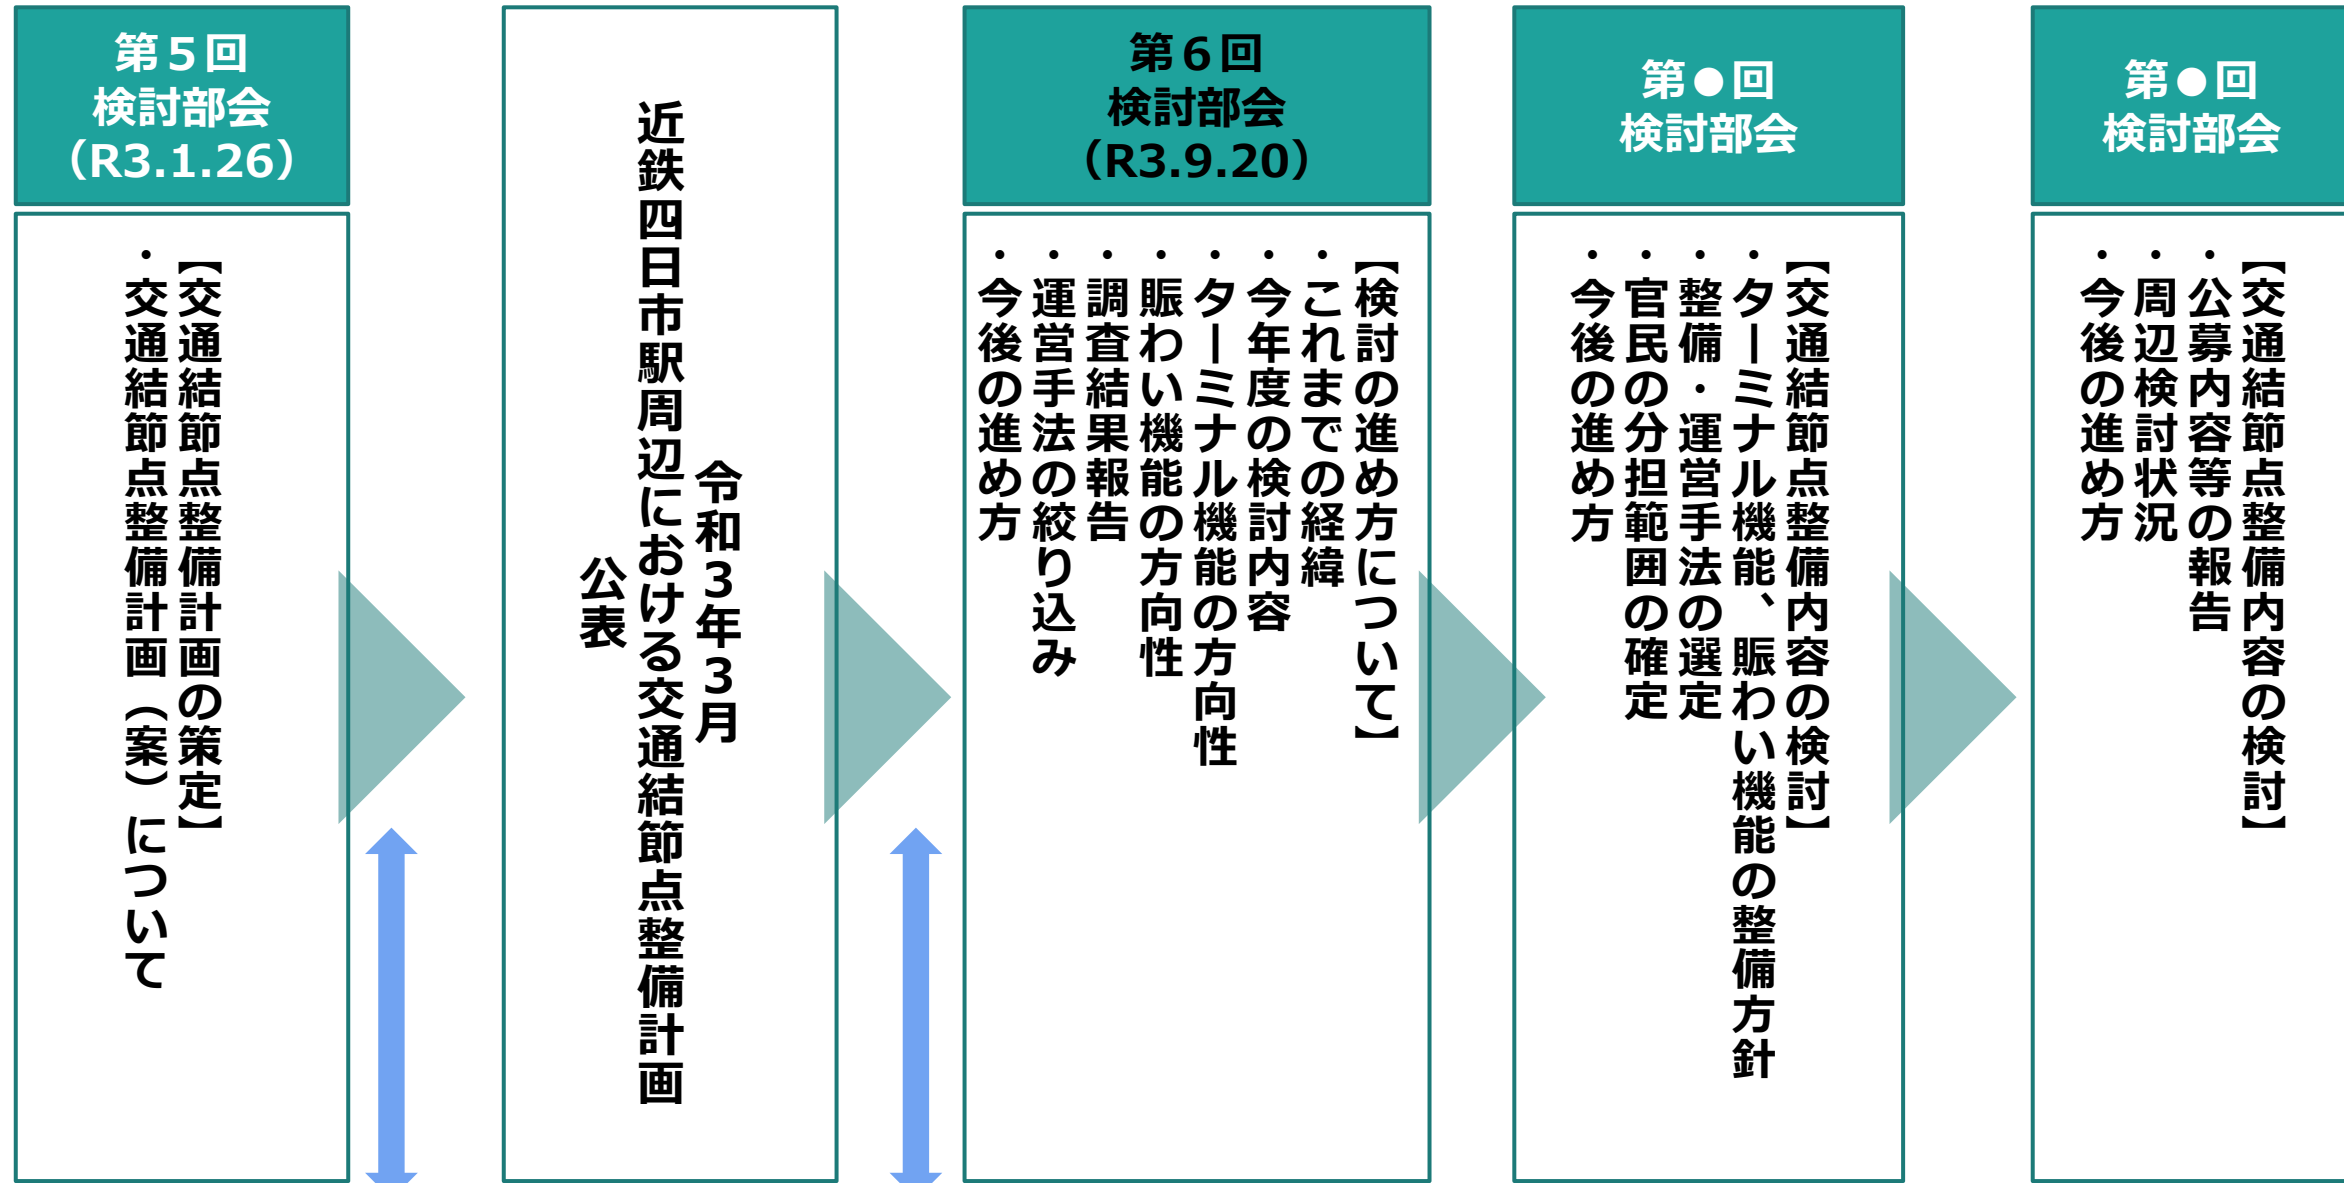 第5回
検討部会
（R3.1.26）
【交通結節点整備計画の策定】
・交通結節点整備計画（案）について
令和3年3月
近鉄四日市駅周辺における交通結節点整備計画
公表
第6回
検討部会
（R3.9.20）
【検討の進め方について】
・これまでの経緯
・今年度の検討内容
・ターミナル機能の方向性
・賑わい機能の方向性
・調査結果報告
・運営手法の絞り込み
・今後の進め方
第●回
検討部会
【交通結節点整備内容の検討】
・ターミナル機能、賑わい機能の整備方針
・整備・運営手法の選定
・官民の分担範囲の確定
・今後の進め方
第●回
検討部会
【交通結節点整備内容の検討】
・公募内容等の報告
・周辺検討状況
・今後の進め方